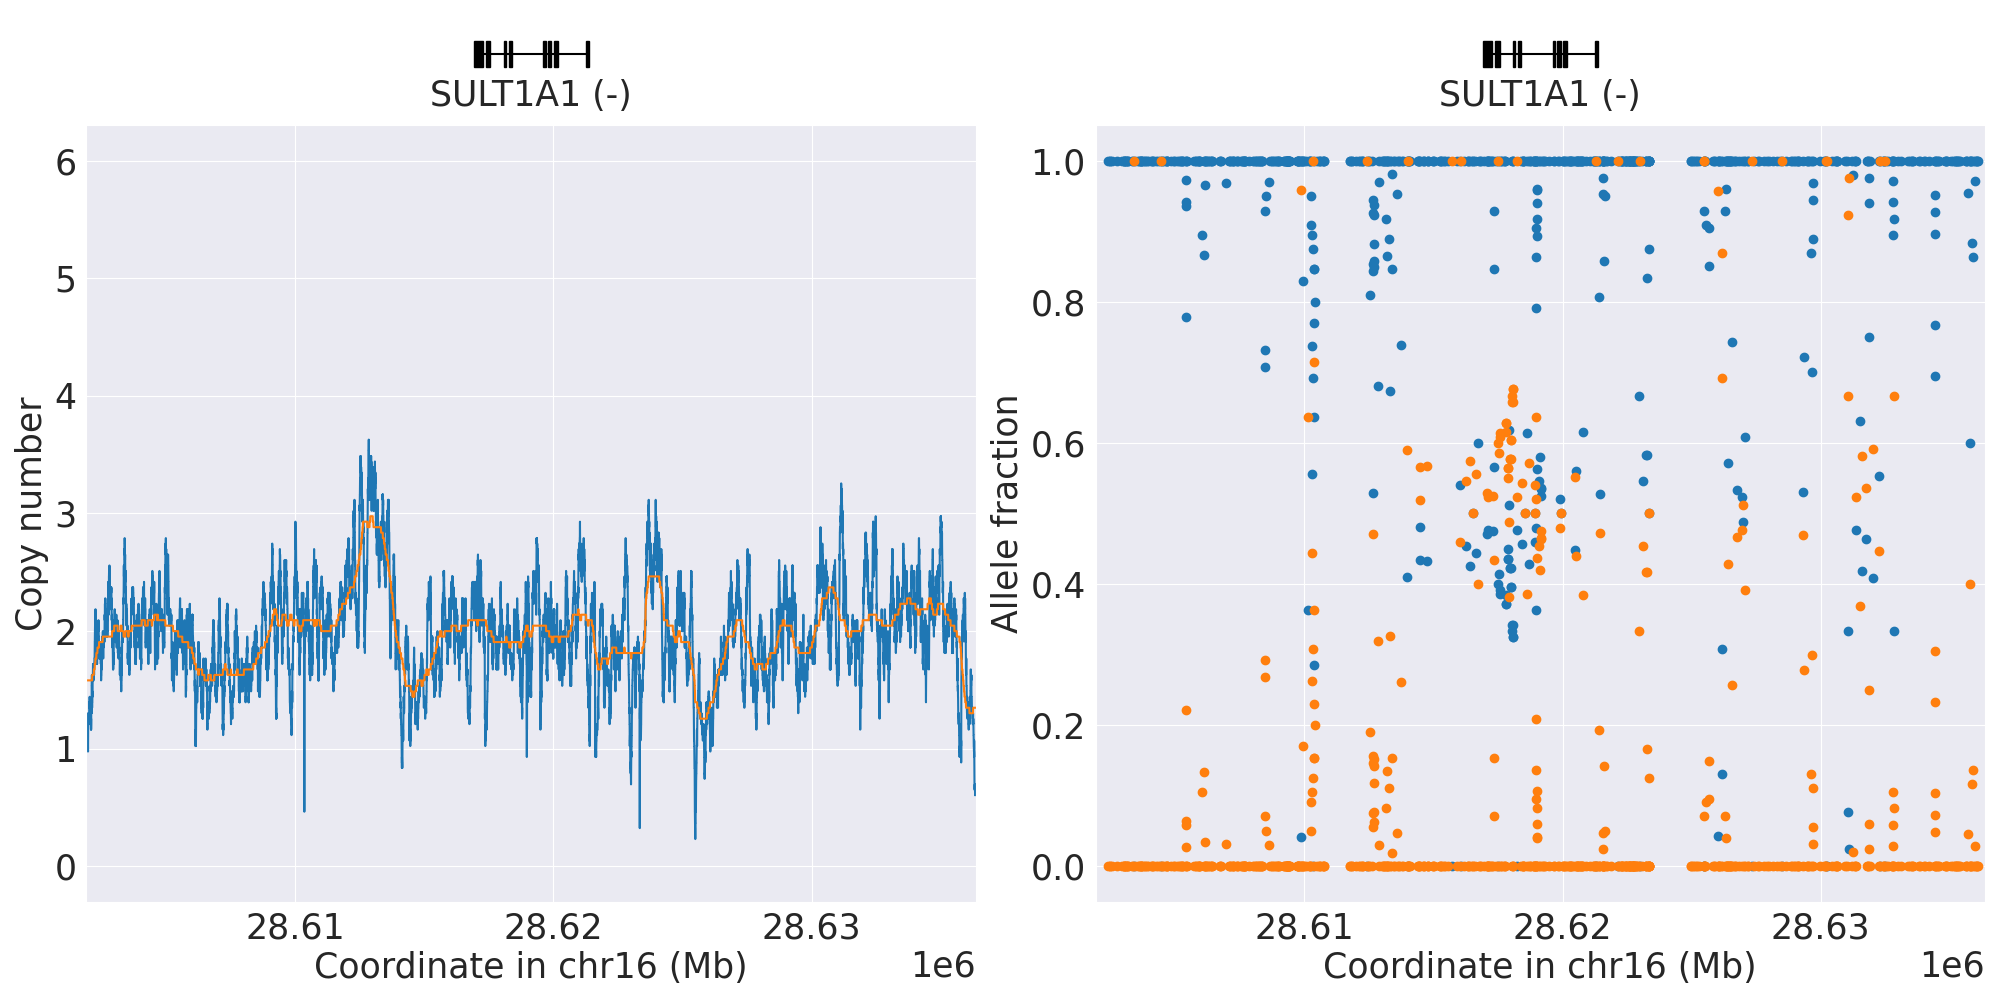 SULT1A1 (-)
6
5
4
3
2
1
0
Copy number
28.61
28.62
28.63
Coordinate in chr16 (Mb)
1e6
SULT1A1 (-)
1.0
0.8
0.6
0.4
0.2
0.0
Allele fraction
28.61
28.62
28.63
Coordinate in chr16 (Mb)
1e6